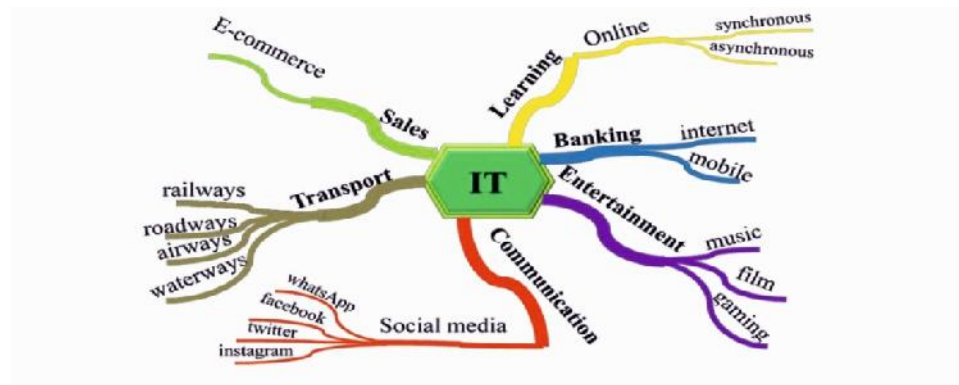 E-commerce
Sales
Learning
Online
synchronous
asynchronous
Banking
internet
mobile
IT
Transport
railways
roadways
airways
waterways
Entertainment
music
film
gaming
Communication
Social media
whatsApp
facebook
twitter
instagram